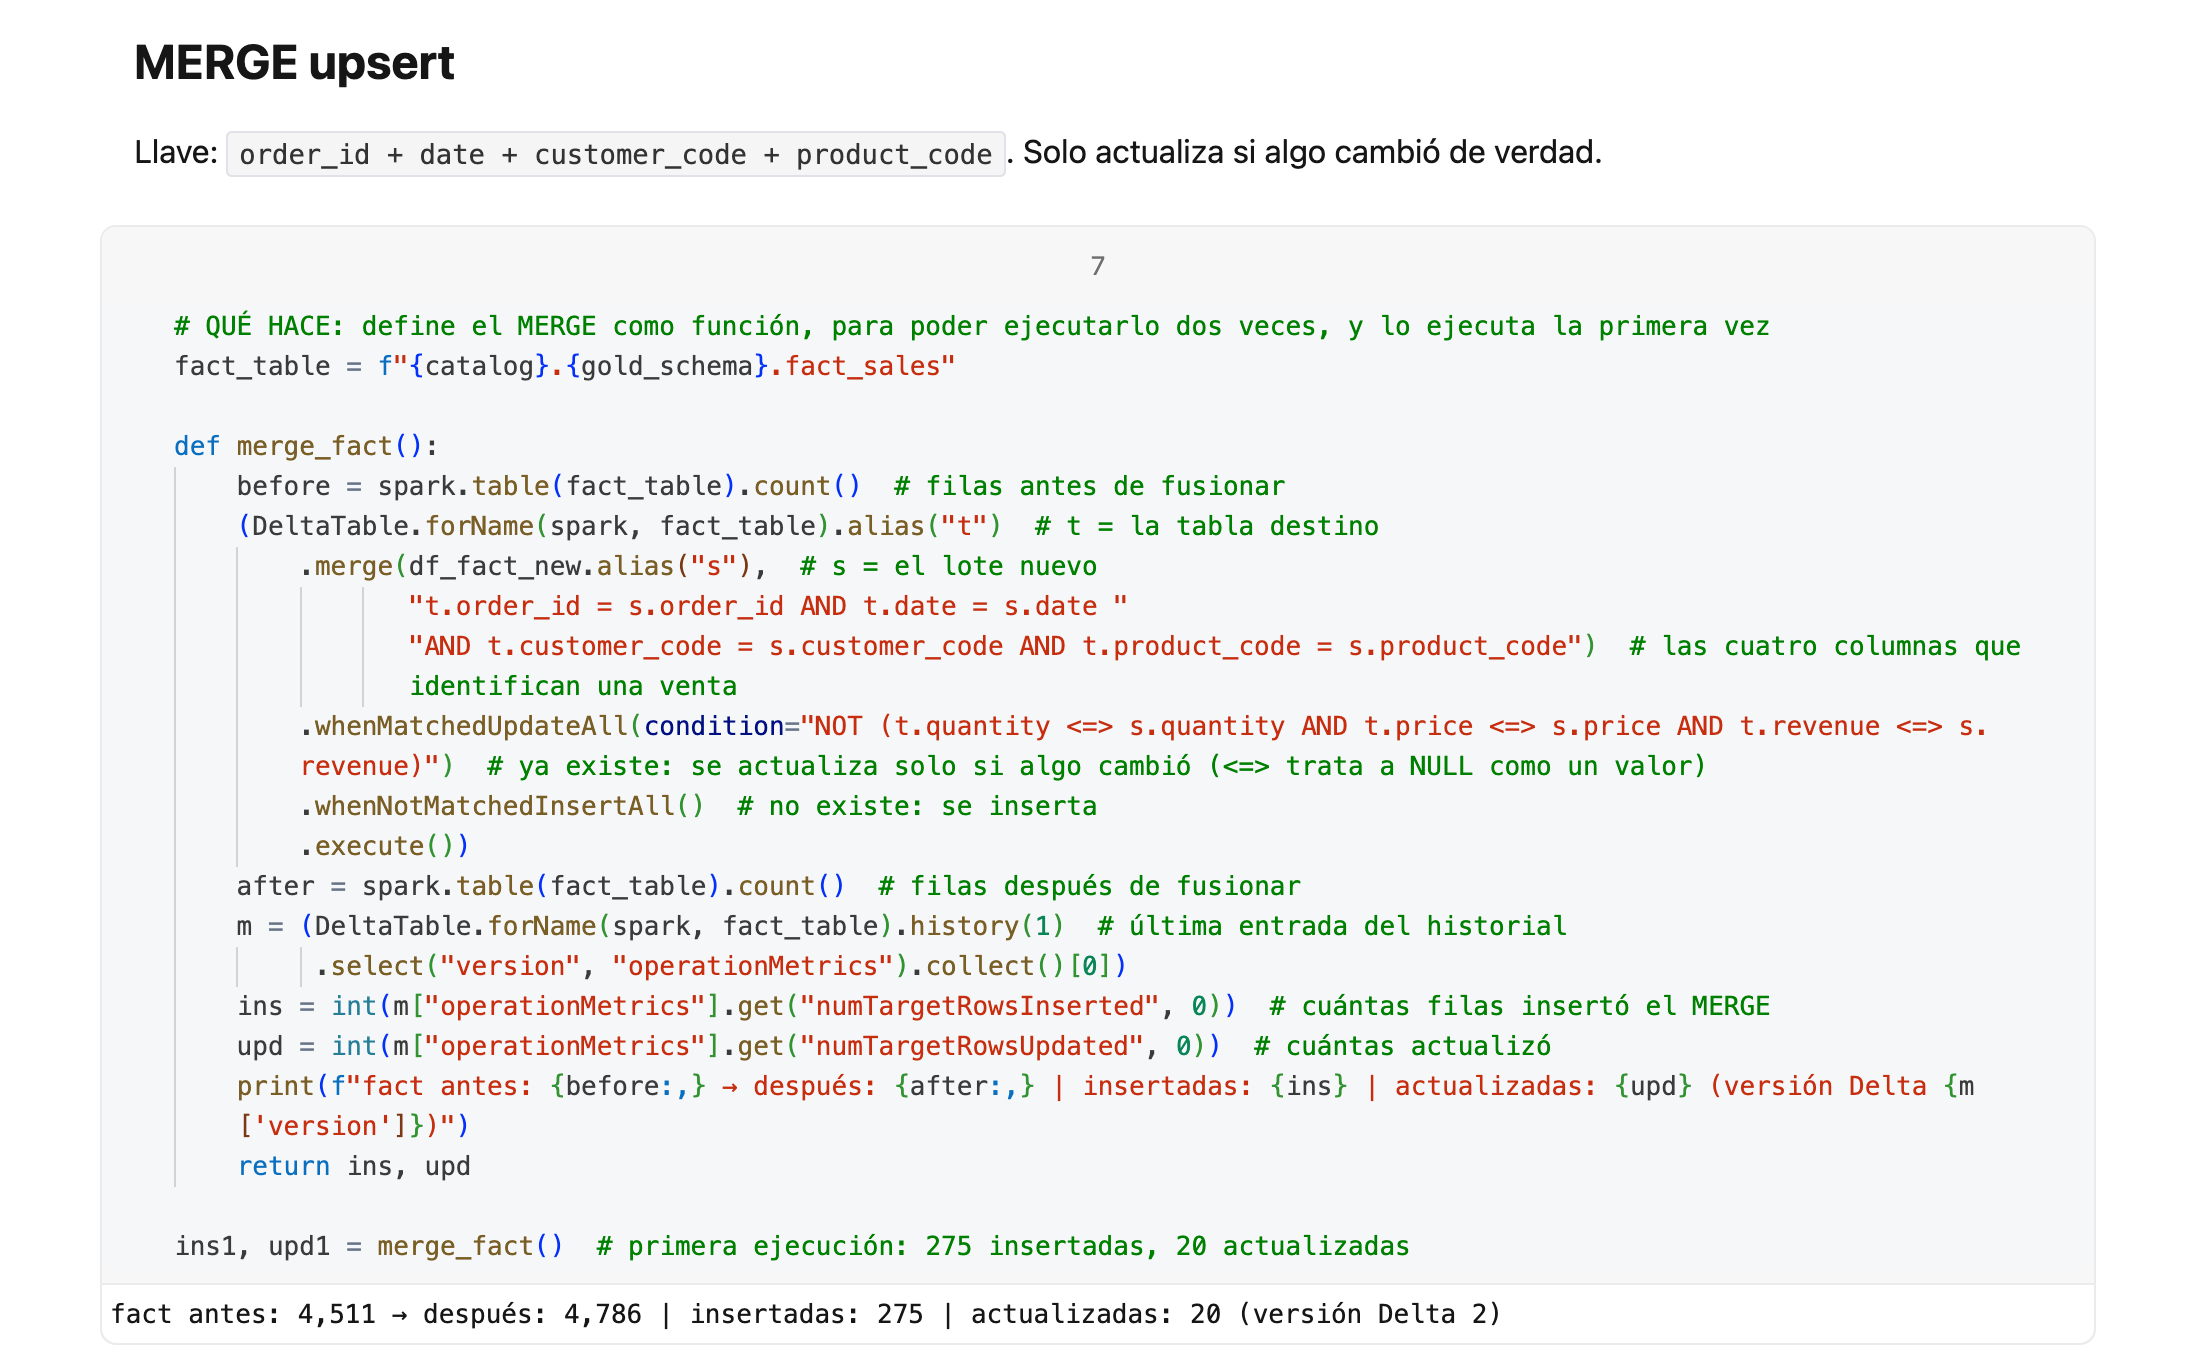 MERGE upsert
Llave: order_id + date + customer_code + product_code. Solo actualiza si algo cambió de verdad.
7
# QUÉ HACE: define el MERGE como función, para poder ejecutarlo dos veces, y lo ejecuta la primera vez
fact_table = f"{catalog}.{gold_schema}.fact_sales"
def merge_fact():
before = spark.table(fact_table).count()  # filas antes de fusionar
(DeltaTable.forName(spark, fact_table).alias("t")  # t = la tabla destino
.merge(df_fact_new.alias("s"),  # s = el lote nuevo
"t.order_id = s.order_id AND t.date = s.date "
"AND t.customer_code = s.customer_code AND t.product_code = s.product_code")  # las cuatro columnas que
identifican una venta
.whenMatchedUpdateAll(condition="NOT (t.quantity <=> s.quantity AND t.price <=> s.price AND t.revenue <=> s.
revenue)")  # ya existe: se actualiza solo si algo cambió (<=> trata a NULL como un valor)
.whenNotMatchedInsertAll()  # no existe: se inserta
.execute())
after = spark.table(fact_table).count()  # filas después de fusionar
m = (DeltaTable.forName(spark, fact_table).history(1)  # última entrada del historial
.select("version", "operationMetrics").collect()[0])
ins = int(m["operationMetrics"].get("numTargetRowsInserted", 0))  # cuántas filas insertó el MERGE
upd = int(m["operationMetrics"].get("numTargetRowsUpdated", 0))  # cuántas actualizó
print(f"fact antes: {before:,} → después: {after:,} | insertadas: {ins} | actualizadas: {upd} (versión Delta {m
['version']})")
return ins, upd
ins1, upd1 = merge_fact()  # primera ejecución: 275 insertadas, 20 actualizadas
fact antes: 4,511 → después: 4,786 | insertadas: 275 | actualizadas: 20 (versión Delta 2)